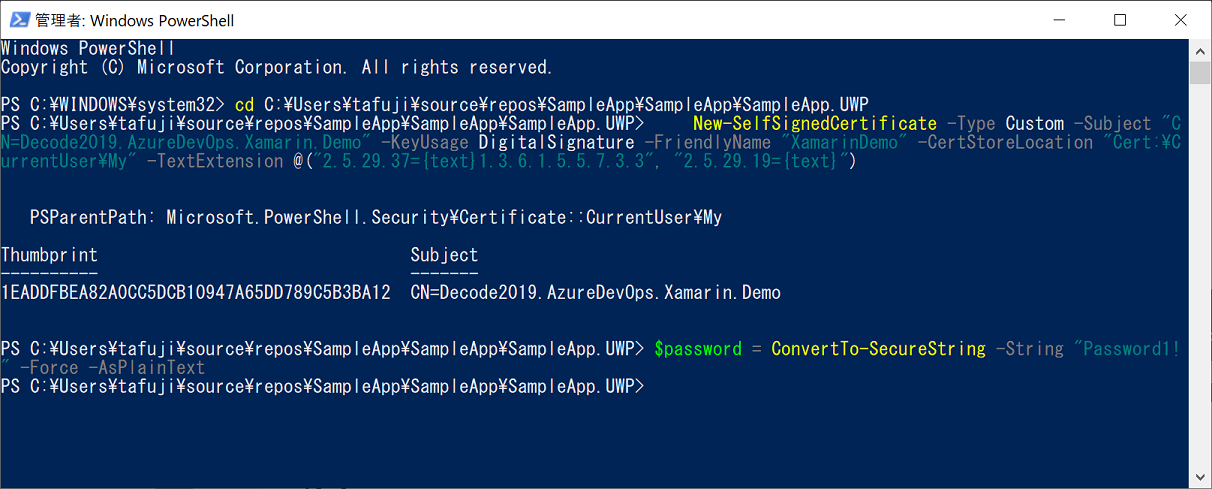 管理者: Windows PowerShell
Windows PowerShell
Copyright (C) Microsoft Corporation. All rights reserved.
PS C:¥WINDOWS¥system32> cd C:¥Users¥tafuji¥source¥repos¥SampleApp¥SampleApp¥SampleApp.UWP
PS C:¥Users¥tafuji¥source¥repos¥SampleApp¥SampleApp¥SampleApp.UWP>     New-SelfSignedCertificate -Type Custom -Subject "C
N=Decode2019.AzureDevOps.Xamarin.Demo" -KeyUsage DigitalSignature -FriendlyName "XamarinDemo" -CertStoreLocation "Cert:¥C
urrentUser¥My" -TextExtension @("2.5.29.37={text}1.3.6.1.5.5.7.3.3", "2.5.29.19={text}")
PSParentPath: Microsoft.PowerShell.Security¥Certificate::CurrentUser¥My
Thumbprint                                Subject
----------                                -------
1EADDFBEA82A0CC5DCB10947A65DD789C5B3BA12  CN=Decode2019.AzureDevOps.Xamarin.Demo
PS C:¥Users¥tafuji¥source¥repos¥SampleApp¥SampleApp¥SampleApp.UWP> $password = ConvertTo-SecureString -String "Password1!
" -Force -AsPlainText
PS C:¥Users¥tafuji¥source¥repos¥SampleApp¥SampleApp¥SampleApp.UWP>